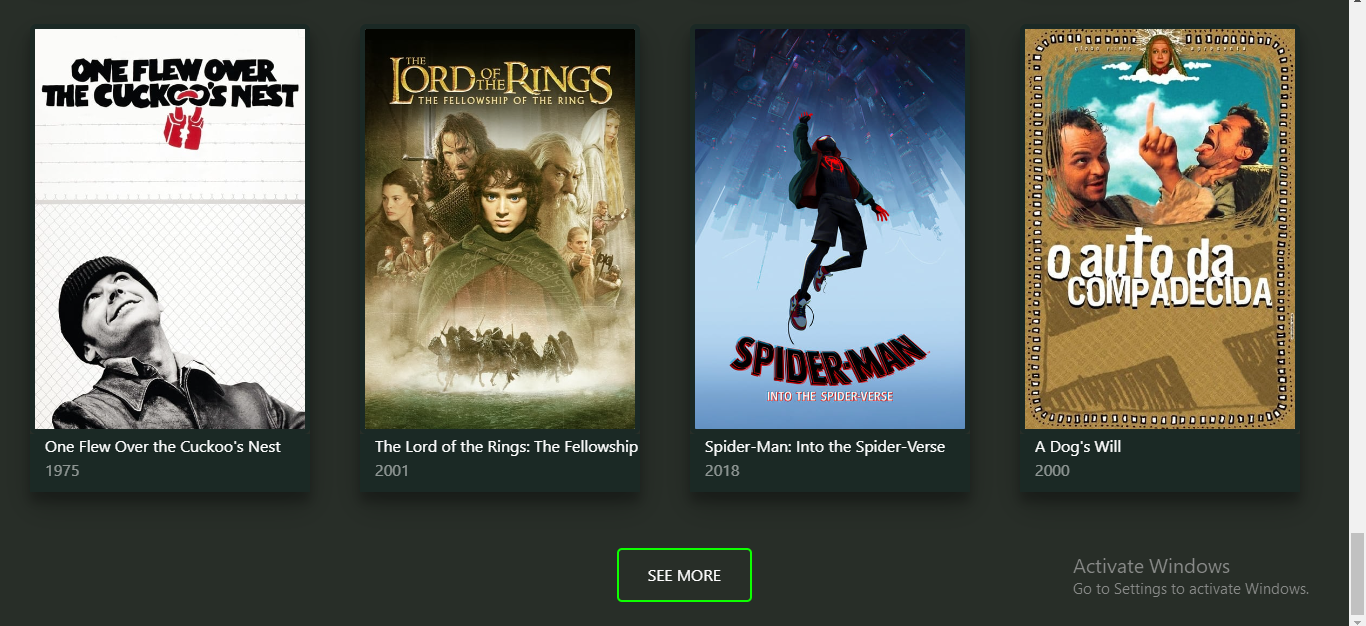 ONE FLEW OVER
THE CUCKOO'S NEST
One Flew Over the Cuckoo's Nest
1975
THE
LORD OF THE RINGS
THE FELLOWSHIP OF THE RING
The Lord of the Rings: The Fellowship
2001
SPIDER-MAN
INTO THE SPIDER-VERSE
Spider-Man: Into the Spider-Verse
2018
globo filmes apresenta
o auto da
COMPADECIDA
A Dog's Will
2000
SEE MORE
Activate Windows
Go to Settings to activate Windows.